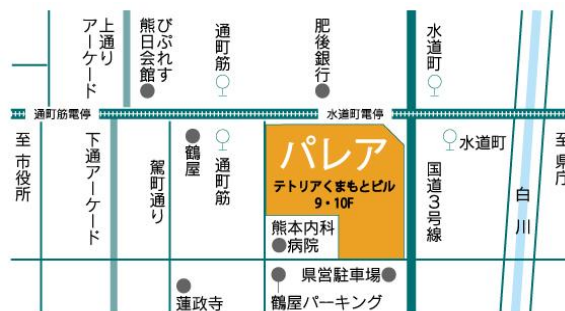 上通り
アーケード
びぷれす
熊日会館
通町筋
肥後銀行
水道町
通町筋電停
水道町電停
至 市役所
下通アーケード
駕町通り
鶴屋
通町筋
パレア
テトリアくまもとビル
9・10F
熊本内科
病院
国道3号線
水道町
白川
至 県庁
県営駐車場
蓮政寺
鶴屋パーキング